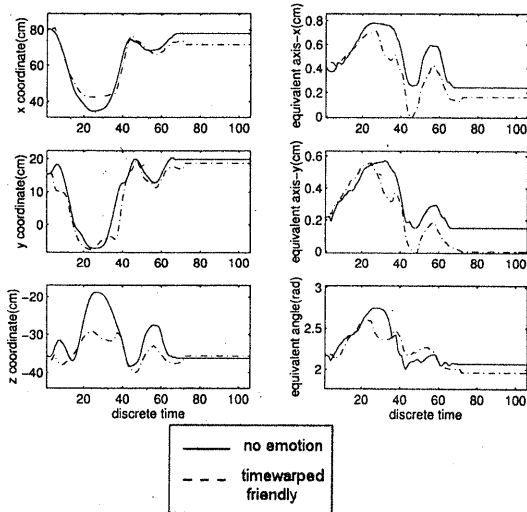 x coordinate(cm)
80
60
40
20 40 60 80 100
equivalent axis-x(cm)
0.8
0.6
0.4
0.2
0
20 40 60 80 100
y coordinate(cm)
20
10
0
20 40 60 80 100
equivalent axis-y(cm)
0.6
0.4
0.2
0
20 40 60 80 100
z coordinate(cm)
-20
-30
-40
20 40 60 80 100
discrete time
equivalent angle(rad)
3
2.5
2
20 40 60 80 100
discrete time
no emotion
timewarped
friendly